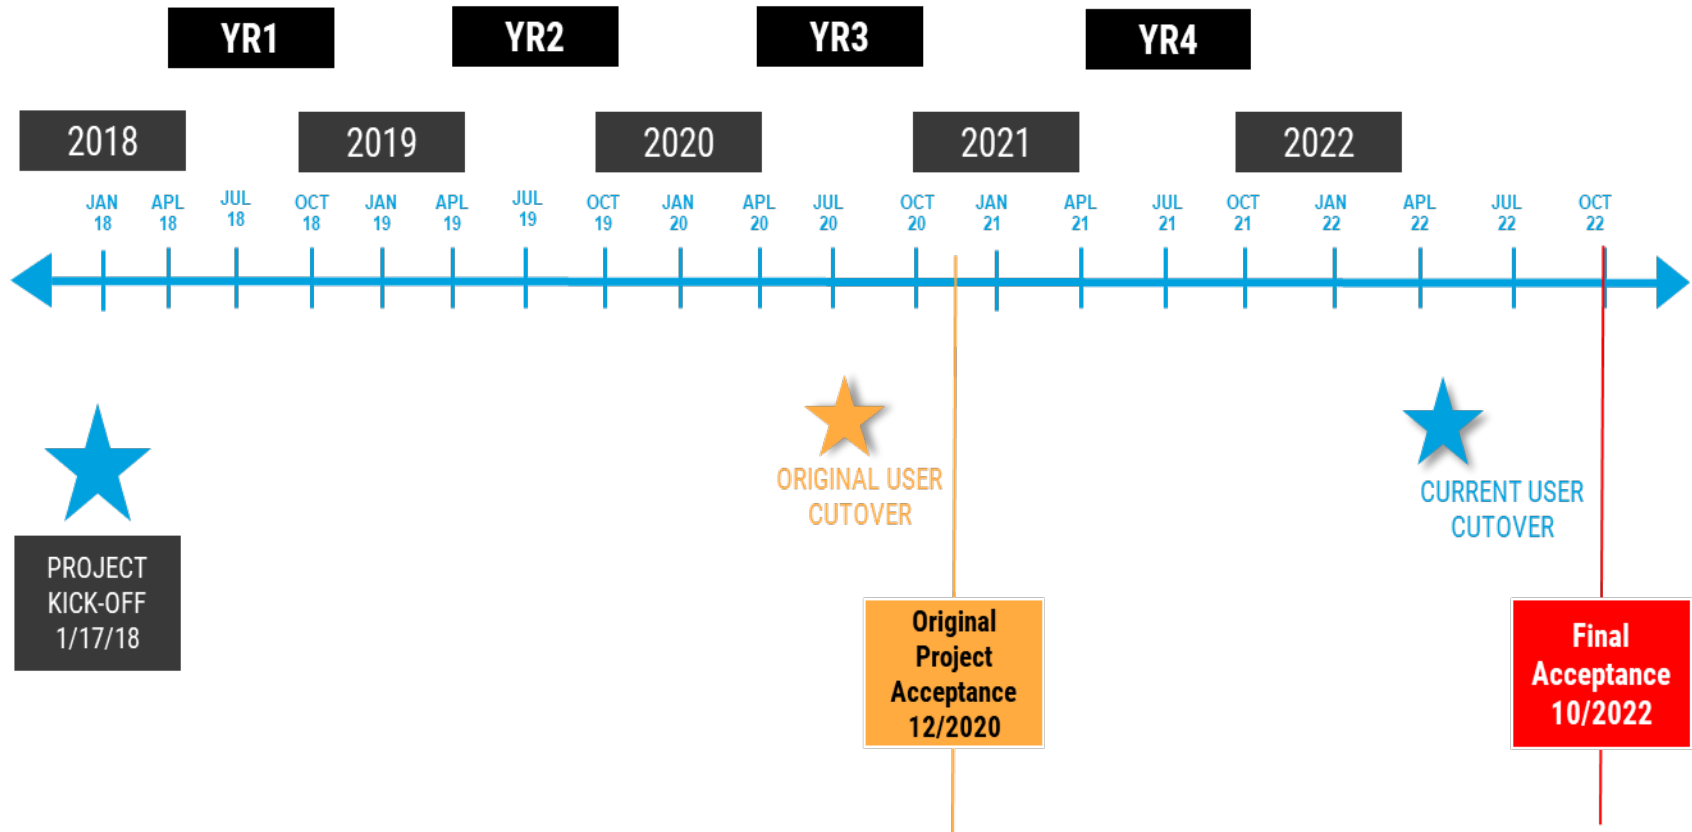 YR1
YR2
YR3
YR4
2018
2019
2020
2021
2022
JAN
18
APL
18
JUL
18
OCT
18
JAN
19
APL
19
JUL
19
OCT
19
JAN
20
APL
20
JUL
20
OCT
20
JAN
21
APL
21
JUL
21
OCT
21
JAN
22
APL
22
JUL
22
OCT
22
PROJECT
KICK-OFF
1/17/18
ORIGINAL USER
CUTOVER
CURRENT USER
CUTOVER
Original
Project
Acceptance
12/2020
Final
Acceptance
10/2022